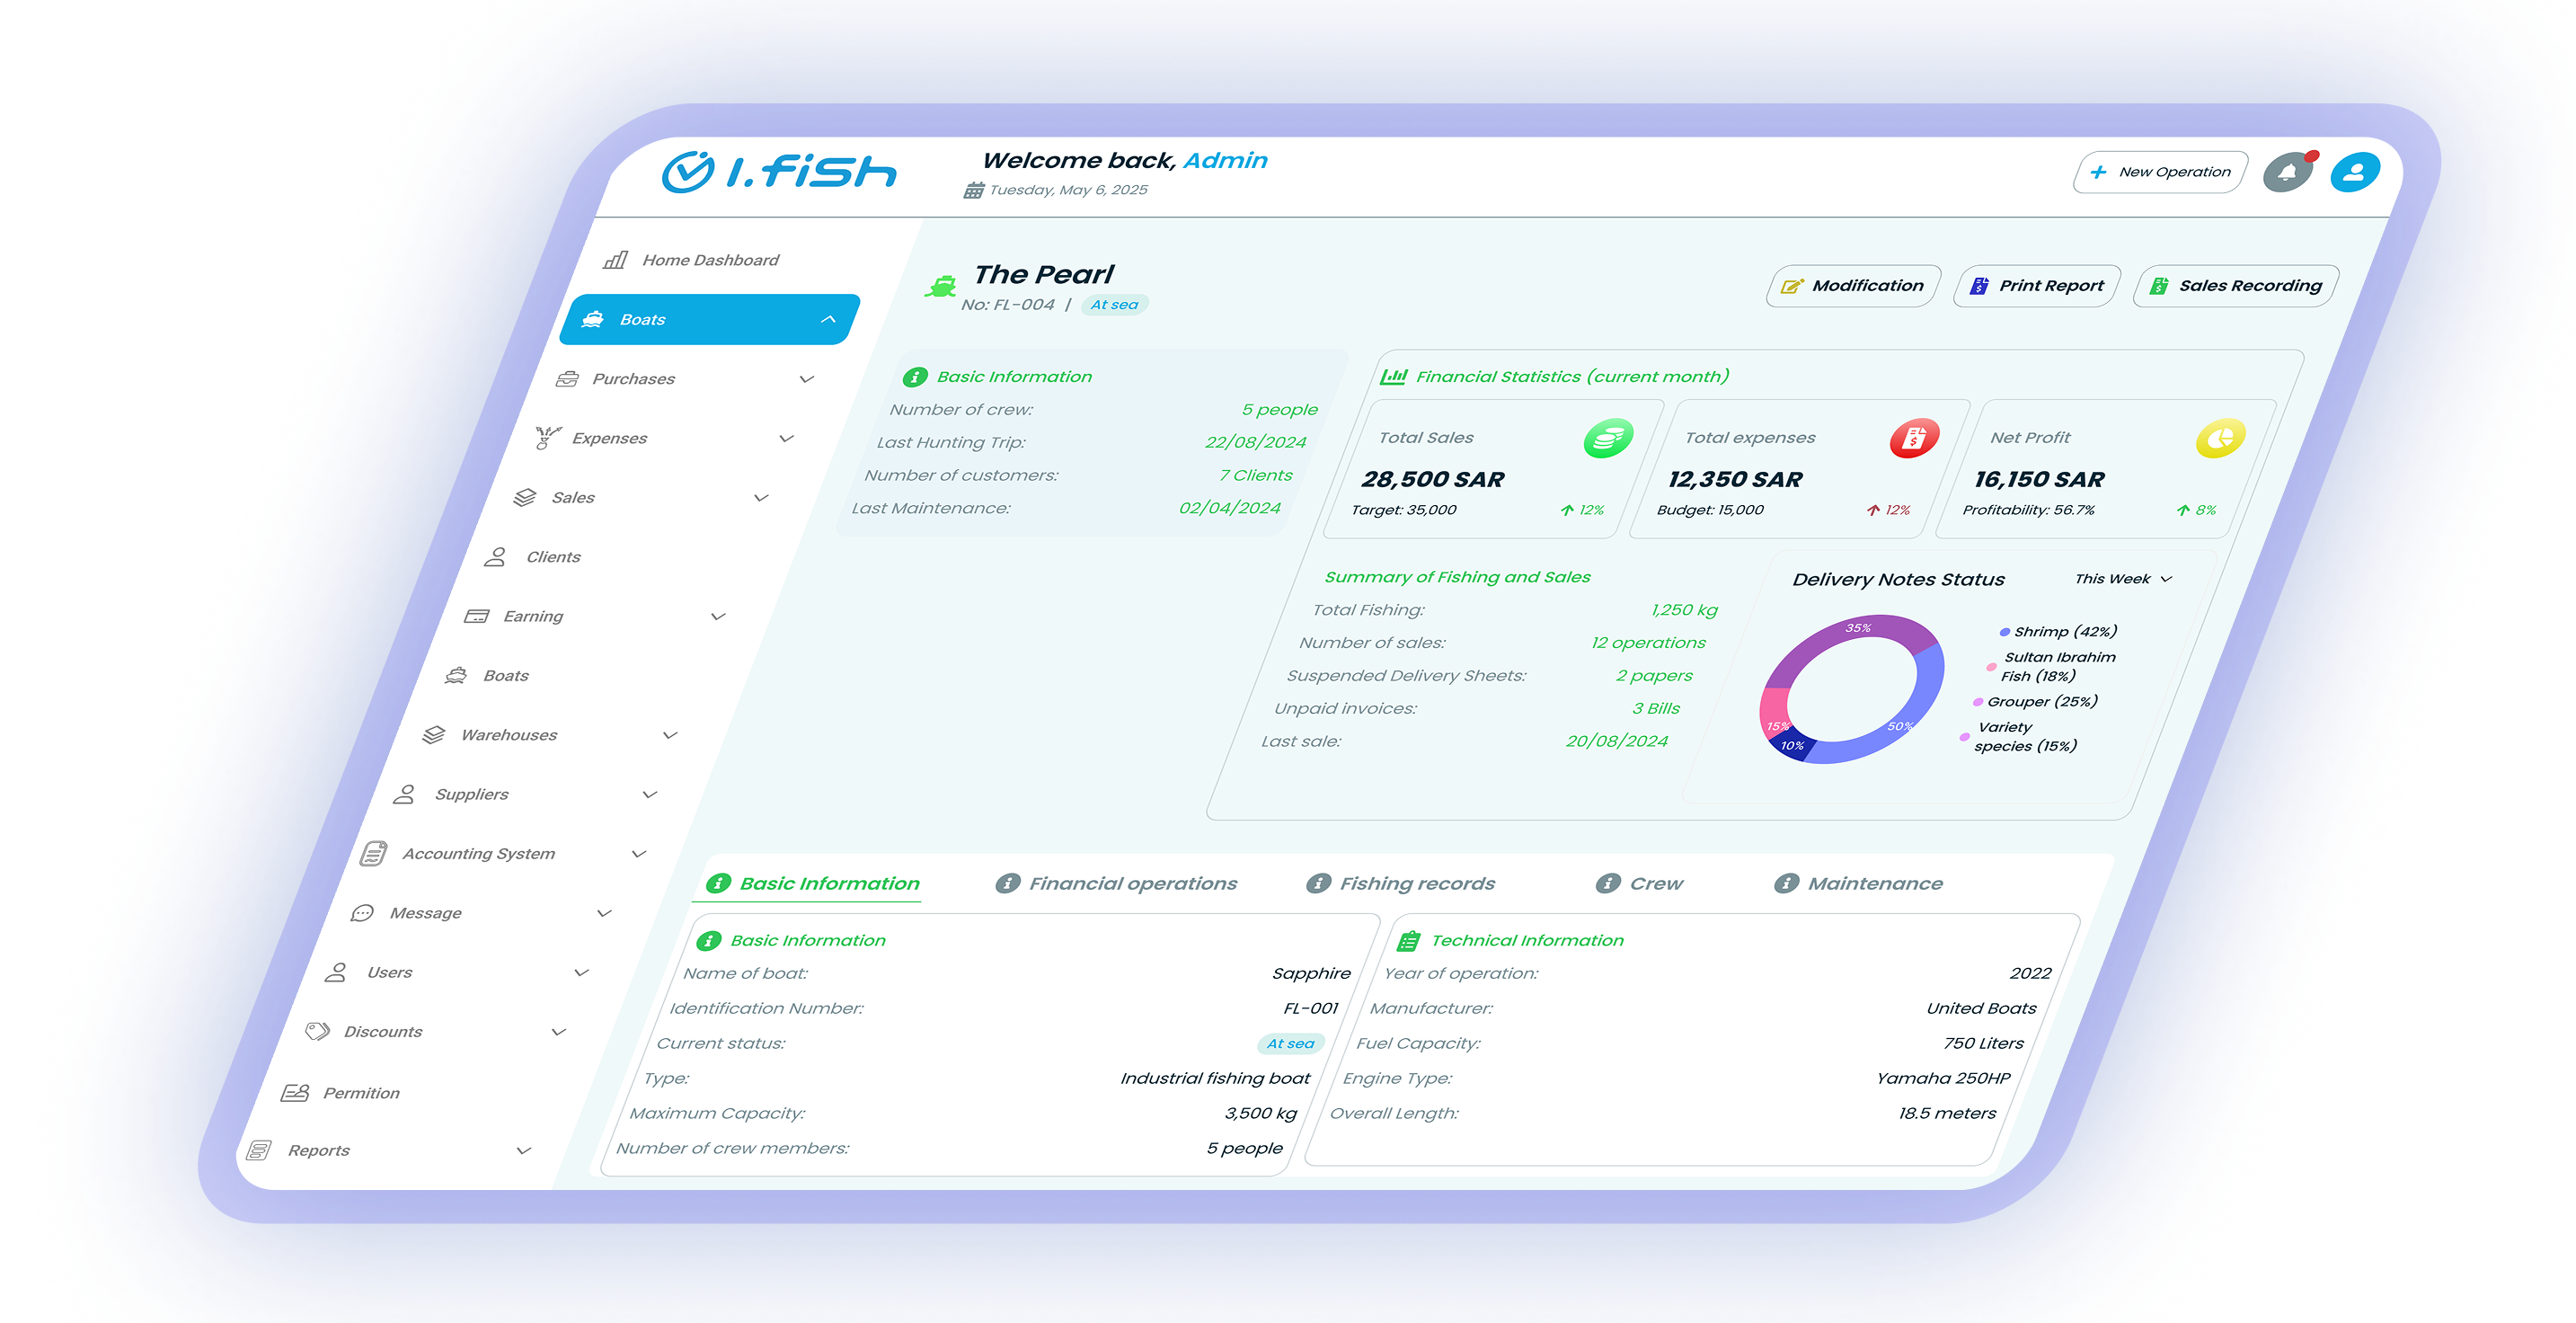 I.fish
Welcome back, Admin
Tuesday, May 6, 2025
New Operation
Home Dashboard
Boats
Purchases
Expenses
Sales
Clients
Earning
Boats
Warehouses
Suppliers
Accounting System
Message
Users
Discounts
Permition
Reports
The Pearl
No: FL-004 | At sea
Modification
Print Report
Sales Recording
Basic Information
Number of crew: 5 people
Last Hunting Trip: 22/08/2024
Number of customers: 7 Clients
Last Maintenance: 02/04/2024
Financial Statistics (current month)
Total Sales
28,500 SAR
Target: 35,000 12%
Total expenses
12,350 SAR
Budget: 15,000 12%
Net Profit
16,150 SAR
Profitability: 56.7% 8%
Summary of Fishing and Sales
Total Fishing: 1,250 kg
Number of sales: 12 operations
Suspended Delivery Sheets: 2 papers
Unpaid invoices: 3 Bills
Last sale: 20/08/2024
Delivery Notes Status This Week
35%
50%
15%
10%
Shrimp (42%)
Sultan Ibrahim
Fish (18%)
Grouper (25%)
Variety
species (15%)
Basic Information
Financial operations
Fishing records
Crew
Maintenance
Basic Information
Name of boat: Sapphire
Identification Number: FL-001
Current status: At sea
Type: Industrial fishing boat
Maximum Capacity: 3,500 kg
Number of crew members: 5 people
Technical Information
Year of operation: 2022
Manufacturer: United Boats
Fuel Capacity: 750 Liters
Engine Type: Yamaha 250HP
Overall Length: 18.5 meters